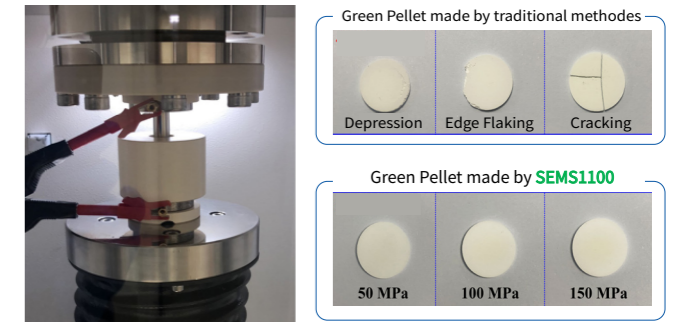 Green Pellet made by traditional methodes
Depression
Edge Flaking
Cracking
Green Pellet made by SEMS1100
50 MPa
100 MPa
150 MPa